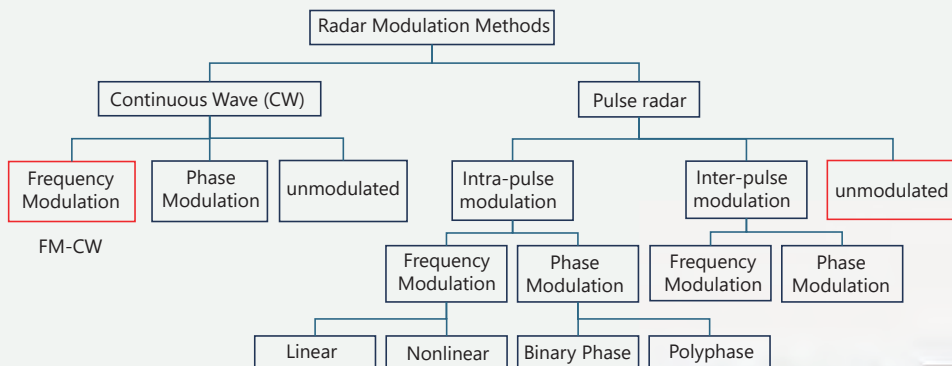 Radar Modulation Methods
Continuous Wave (CW)
Pulse radar
Frequency
Modulation
Phase
Modulation
unmodulated
Intra-pulse
modulation
Inter-pulse
modulation
unmodulated
FM-CW
Frequency
Modulation
Phase
Modulation
Frequency
Modulation
Phase
Modulation
Linear
Nonlinear
Binary Phase
Polyphase